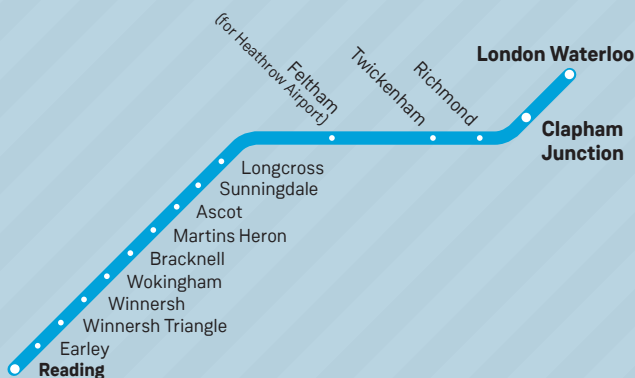 London Waterloo
Clapham
Junction
Richmond
Twickenham
Feltham
(for Heathrow Airport)
Longcross
Sunningdale
Ascot
Martins Heron
Bracknell
Wokingham
Winnersh
Winnersh Triangle
Earley
Reading